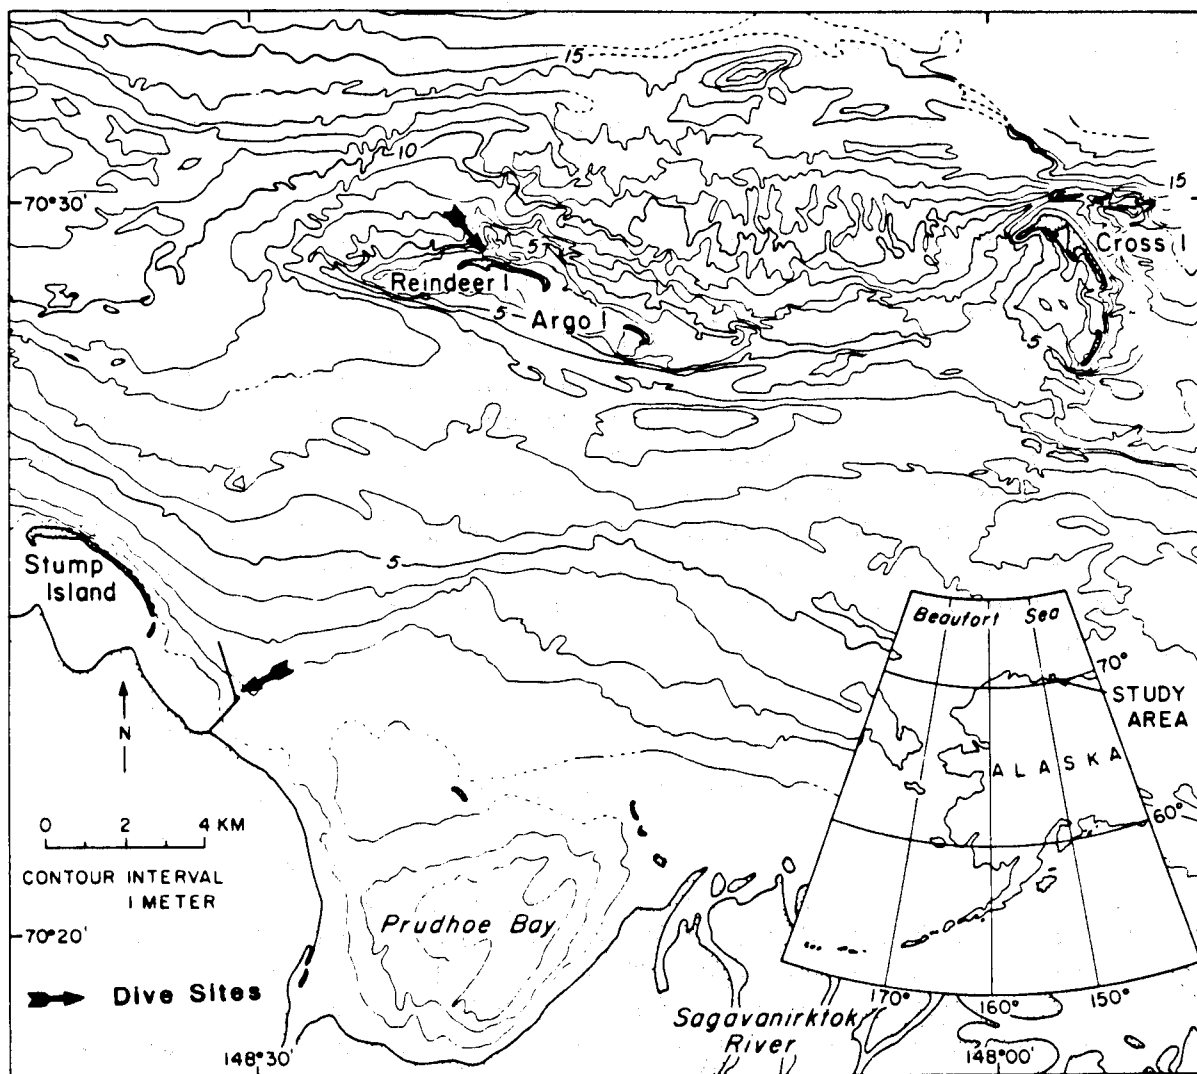 15
10
15
70°30'
5
Cross I
Reindeer I
5
Argo I
5
5
Stump
Island
Beaufort Sea
70°
STUDY
AREA
N
ALASKA
0 2 4 KM
60°
CONTOUR INTERVAL
1 METER
Prudhoe Bay
70°20'
Dive Sites
170°
160°
150°
Sagavanirktok
River
148°30'
148°00'